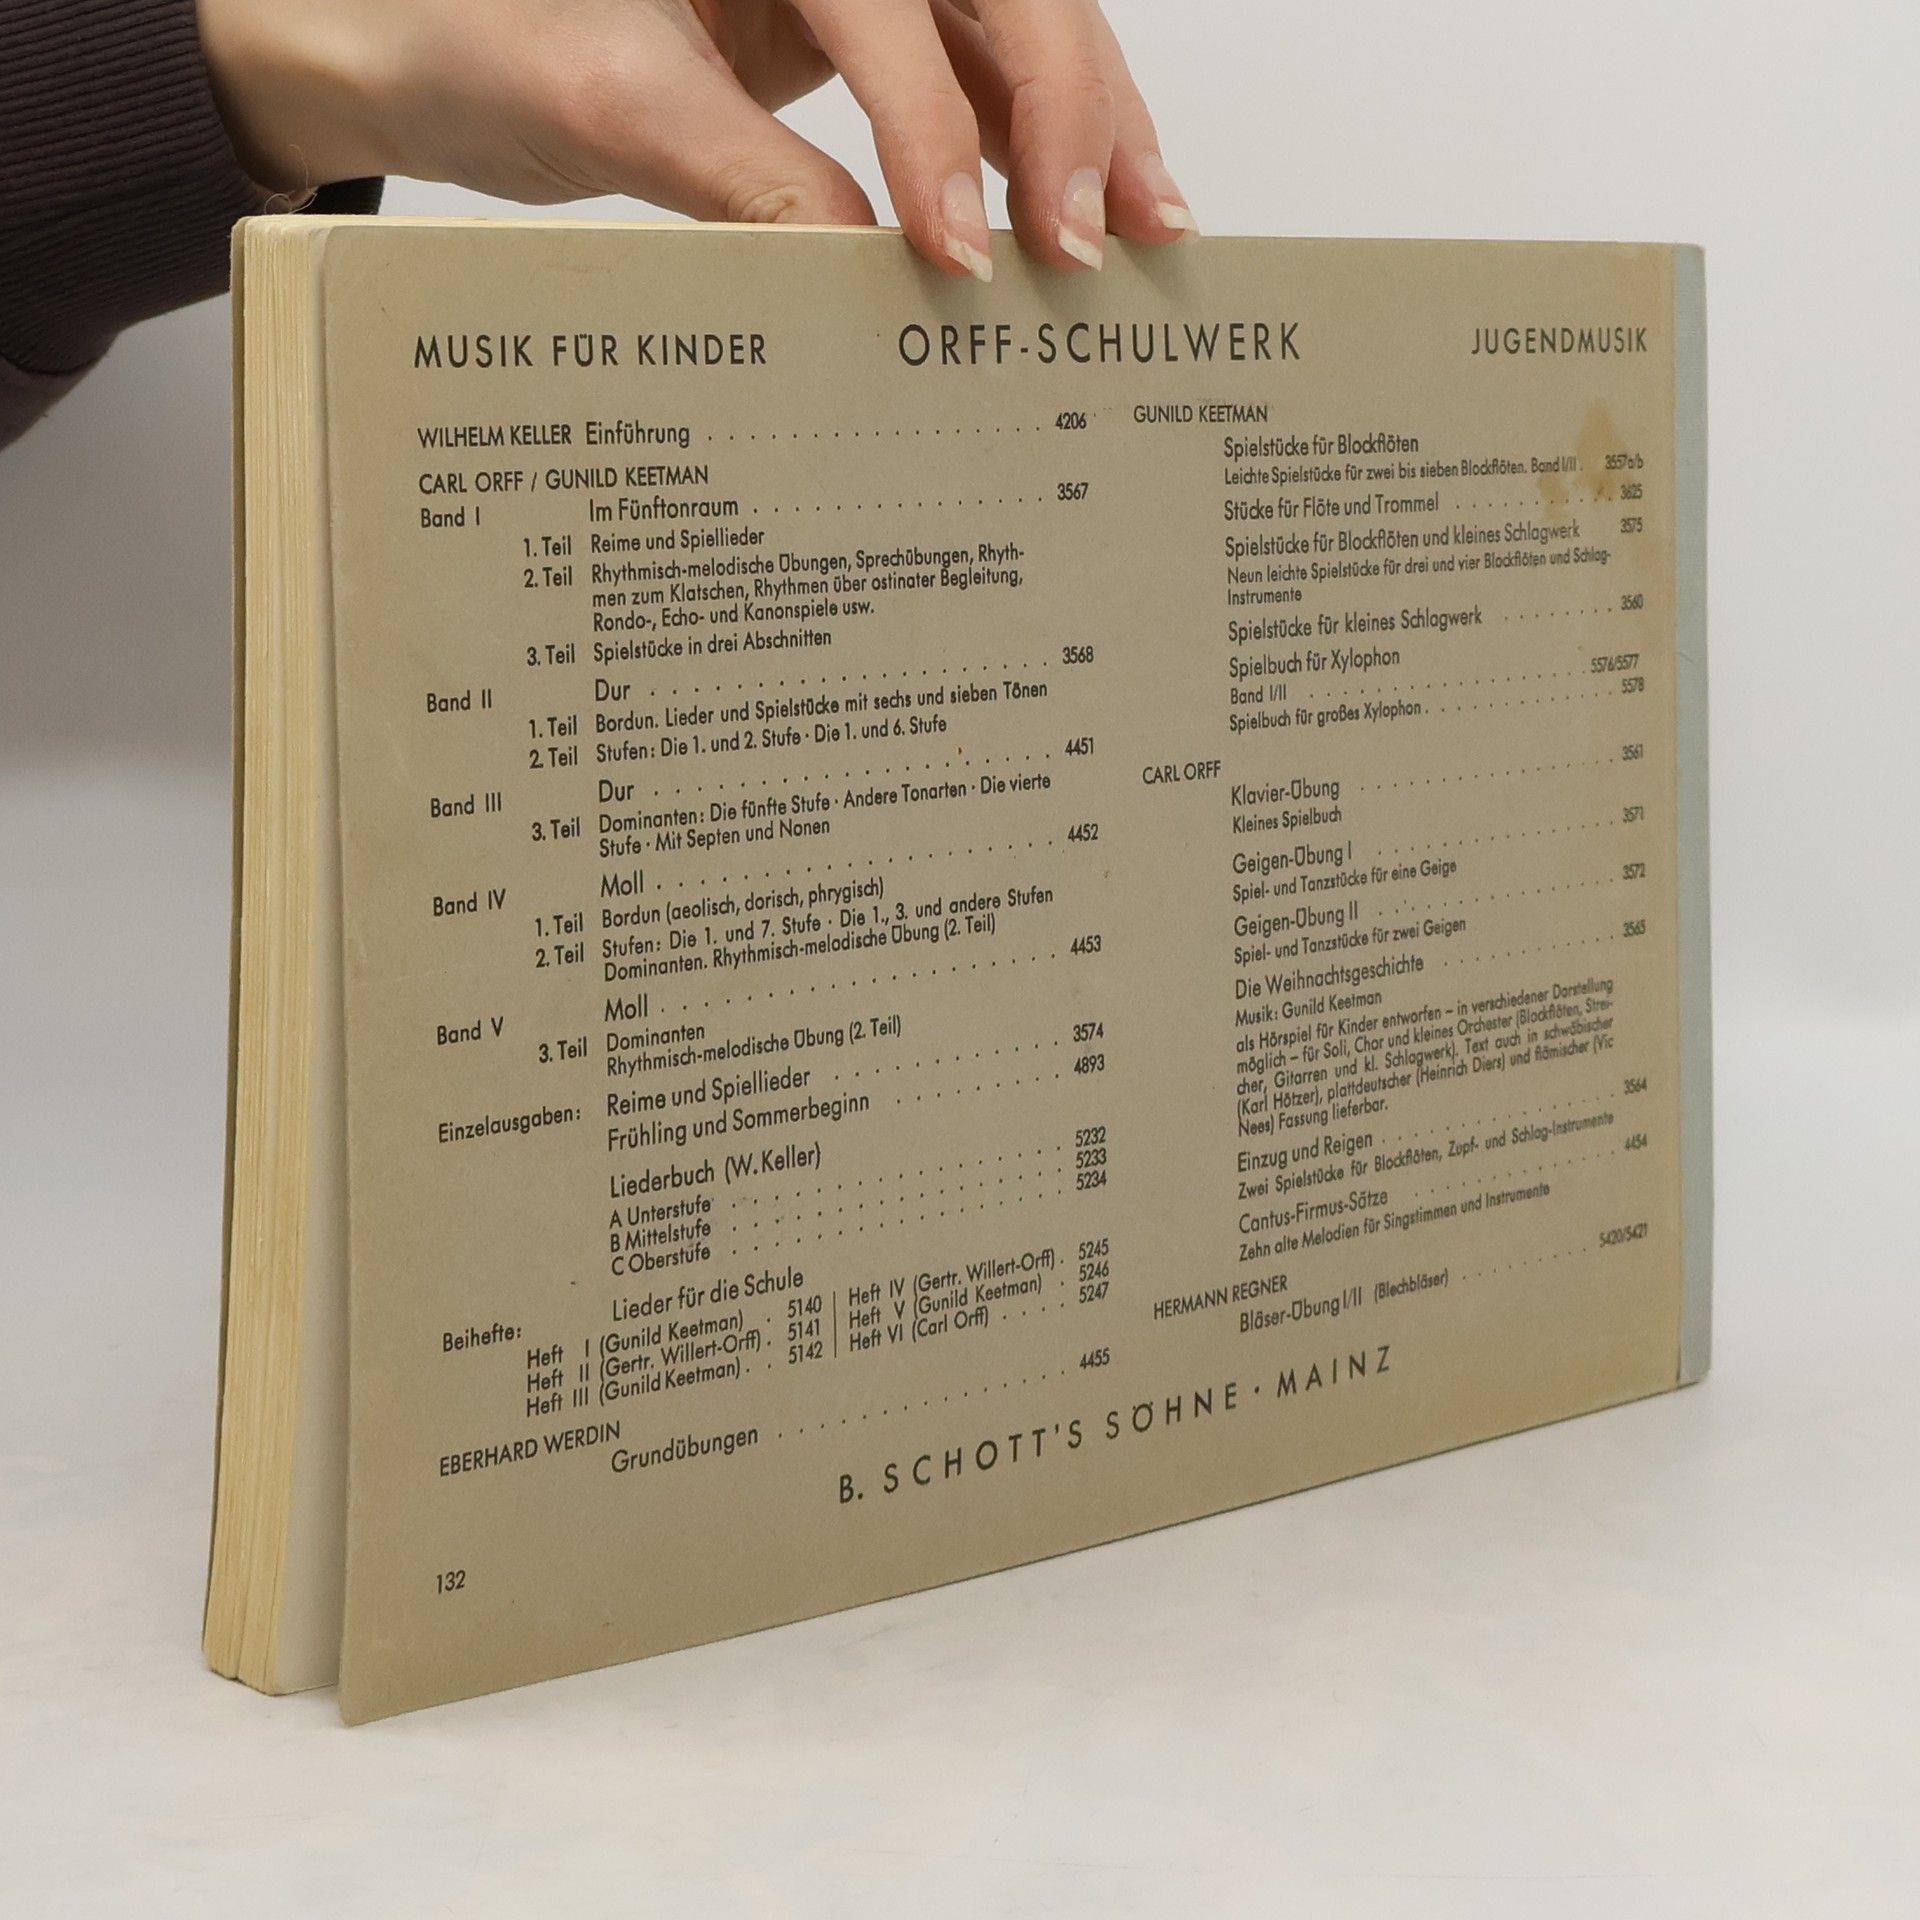 MUSIK FÜR KINDER ORFF-SCHULWERK JUGENDMUSIK
WILHELM KELLER Einführung . . . . . . . . . . . . 4206
CARL ORFF / GUNILD KEETMAN
Band I Im Fünftonraum . . . . . . . . . . . . 3567
1. Teil Reime und Spiellieder
2. Teil Rhythmisch-melodische Übungen, Sprechübungen, Rhyth-
men zum Klatschen, Rhythmen über ostinater Begleitung,
Rondo-, Echo- und Kanonspiele usw.
3. Teil Spielstücke in drei Abschnitten
Band II Dur . . . . . . . . . . . . 3568
1. Teil Bordun. Lieder und Spielstücke mit sechs und sieben Tönen
2. Teil Stufen: Die 1. und 2. Stufe · Die 1. und 6. Stufe
Band III Dur . . . . . . . . . . . . 4451
3. Teil Dominanten: Die fünfte Stufe · Andere Tonarten · Die vierte
Stufe · Mit Septen und Nonen
Band IV Moll . . . . . . . . . . . . 4452
1. Teil Bordun (aeolisch, dorisch, phrygisch)
2. Teil Stufen: Die 1. und 7. Stufe · Die 1., 3. und andere Stufen
Dominanten. Rhythmisch-melodische Übung (2. Teil)
Band V Moll . . . . . . . . . . . . 4453
3. Teil Dominanten
Rhythmisch-melodische Übung (2. Teil)
Einzelausgaben: Reime und Spiellieder . . . . . . . . 3574
Frühling und Sommerbeginn . . . . . . 4893
Liederbuch (W. Keller)
A Unterstufe . . . . . . . . . . . . 5232
B Mittelstufe . . . . . . . . . . . . 5233
C Oberstufe . . . . . . . . . . . . 5234
Beihefte: Lieder für die Schule
Heft I (Gunild Keetman) . 5140 | Heft IV (Gertr. Willert-Orff) . 5245
Heft II (Gertr. Willert-Orff) . 5141 | Heft V (Gunild Keetman) . 5246
Heft III (Gunild Keetman) . . 5142 | Heft VI (Carl Orff) . . . . 5247
EBERHARD WERDIN
Grundübungen . . . . . . . . . . . . 4455
GUNILD KEETMAN
Spielstücke für Blockflöten
Leichte Spielstücke für zwei bis sieben Blockflöten. Band I/II . 3557a/b
Stücke für Flöte und Trommel . . . . . . . . 3625
Spielstücke für Blockflöten und kleines Schlagwerk 3575
Neun leichte Spielstücke für drei und vier Blockflöten und Schlag-
Instrumente
Spielstücke für kleines Schlagwerk . . . . . . 3560
Spielbuch für Xylophon
Band I/II . . . . . . . . . . . . 5576/5577
Spielbuch für großes Xylophon . . . . . . . . 5578
CARL ORFF
Klavier-Übung . . . . . . . . . . . . 3561
Kleines Spielbuch
Geigen-Übung I . . . . . . . . . . . . 3571
Spiel- und Tanzstücke für eine Geige
Geigen-Übung II . . . . . . . . . . . . 3572
Spiel- und Tanzstücke für zwei Geigen
Die Weihnachtsgeschichte . . . . . . . . 3565
Musik: Gunild Keetman
als Hörspiel für Kinder entworfen – in verschiedener Darstellung
möglich – für Soli, Chor und kleines Orchester (Blockflöten, Strei-
cher, Gitarren und kl. Schlagwerk). Text auch in schwäbischer
(Karl Hötzer), plattdeutscher (Heinrich Diers) und flämischer (Vic
Nees) Fassung lieferbar.
Einzug und Reigen . . . . . . . . . . 3564
Zwei Spielstücke für Blockflöten, Zupf- und Schlag-Instrumente
Cantus-Firmus-Sätze . . . . . . . . . . 4454
Zehn alte Melodien für Singstimmen und Instrumente
HERMANN REGNER
Bläser-Übung I/II (Blechbläser) . . . . . . 5420/5421
B. SCHOTT'S SÖHNE · MAINZ
132